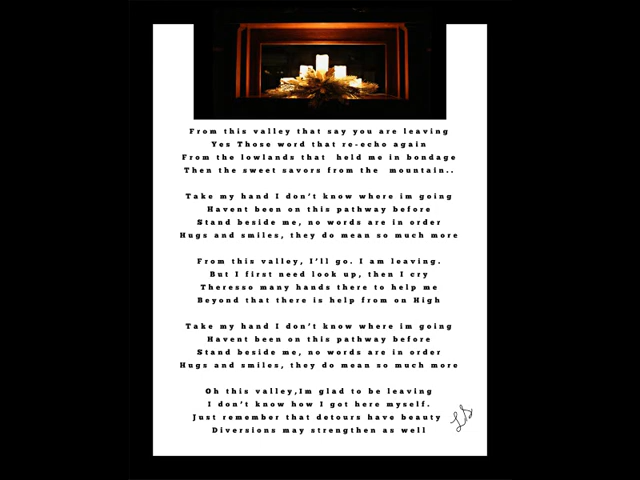 From this valley that say you are leaving
Yes Those word that re-echo again
From the lowlands that held me in bondage
Then the sweet savors from the mountain..
Take my hand I don't know where im going
Havent been on this pathway before
Stand beside me, no words are in order
Hugs and smiles, they do mean so much more
From this valley, I'll go. I am leaving.
But I first need look up, then I cry
Theresso many hands there to help me
Beyond that there is help from on High
Take my hand I don't know where im going
Havent been on this pathway before
Stand beside me, no words are in order
Hugs and smiles, they do mean so much more
Oh this valley,Im glad to be leaving
I don't know how I got here myself.
Just remember that detours have beauty
Diversions may strengthen as well